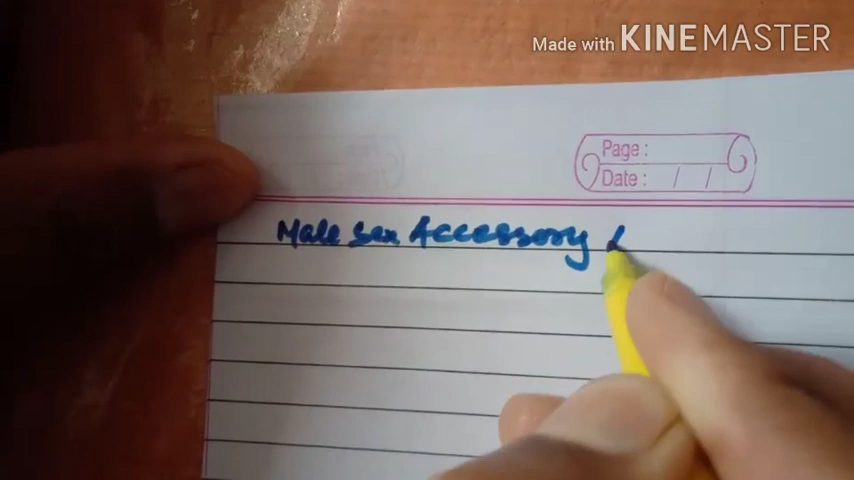 Made with KINEMASTER
Page :
Date : / /
Male Sex Accessory